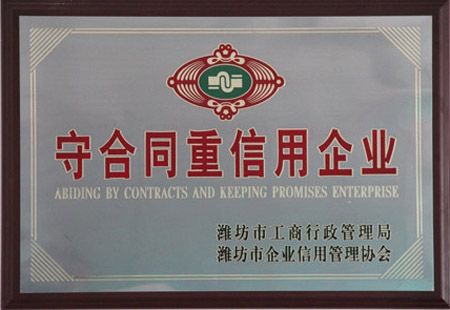 守合同重信用企业
ABIDING BY CONTRACTS AND KEEPING PROMISES ENTERPRISE
潍坊市工商行政管理局
潍坊市企业信用管理协会